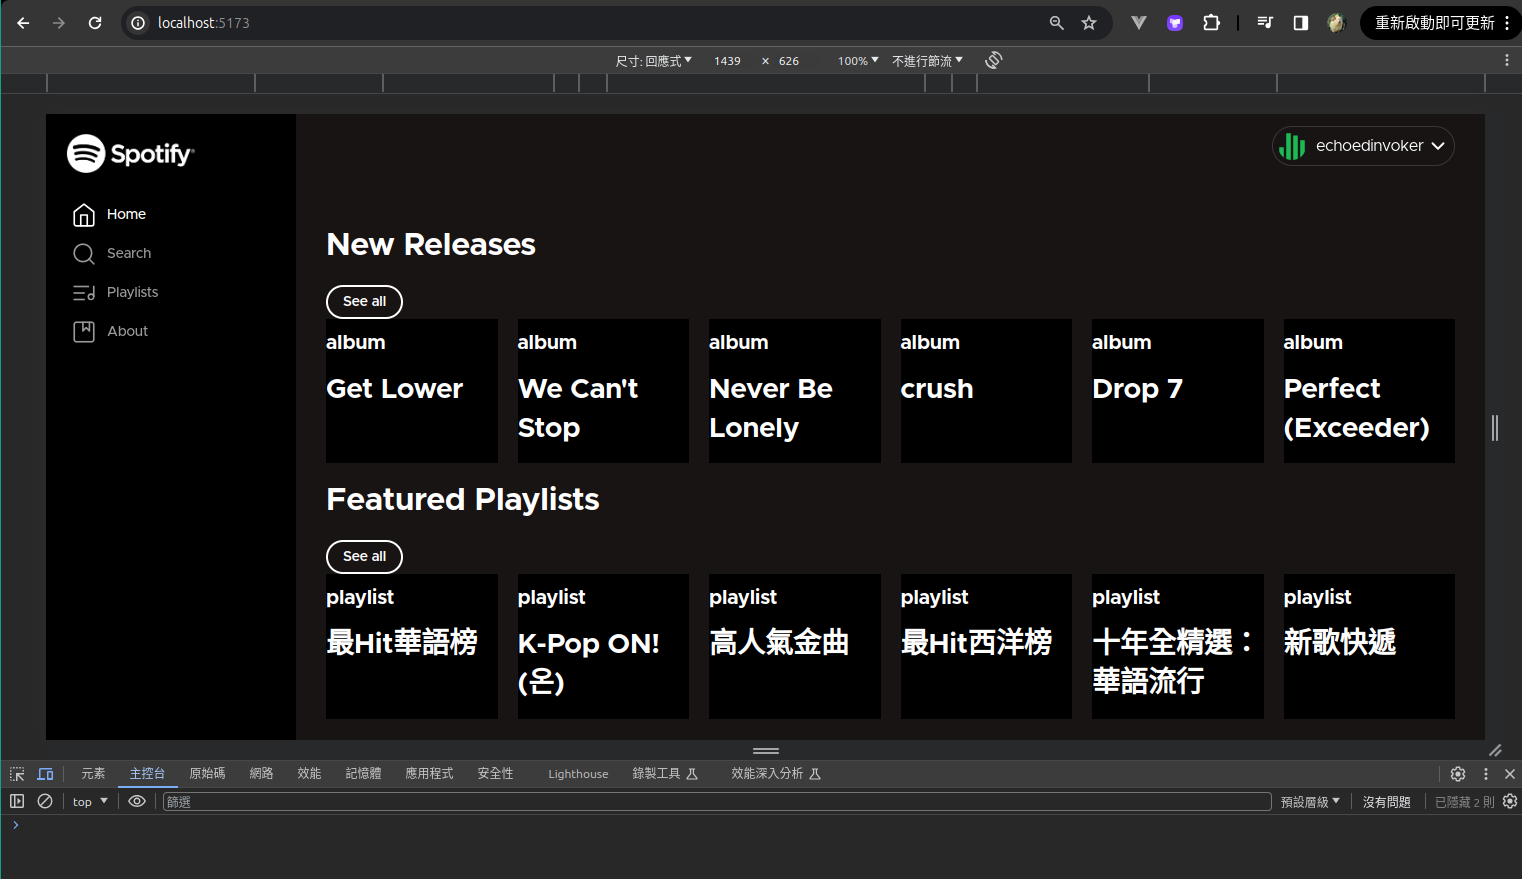 localhost:5173
重新啟動即可更新
尺寸: 回應式 1439 × 626 100% 不進行節流
Spotify
echoedinvoker
Home
Search
Playlists
About
New Releases
See all
album album album album album album
Get Lower We Can't Never Be crush Drop 7 Perfect
Stop Lonely (Exceeder)
Featured Playlists
See all
playlist playlist playlist playlist playlist playlist
最Hit華語榜 K-Pop ON! 高人氣金曲 最Hit西洋榜 十年全精選： 新歌快遞
(온) 華語流行
元素 主控台 原始碼 網路 效能 記憶體 應用程式 安全性 Lighthouse 錄製工具 效能深入分析
top 篩選 預設層級 沒有問題 已隱藏 2 則